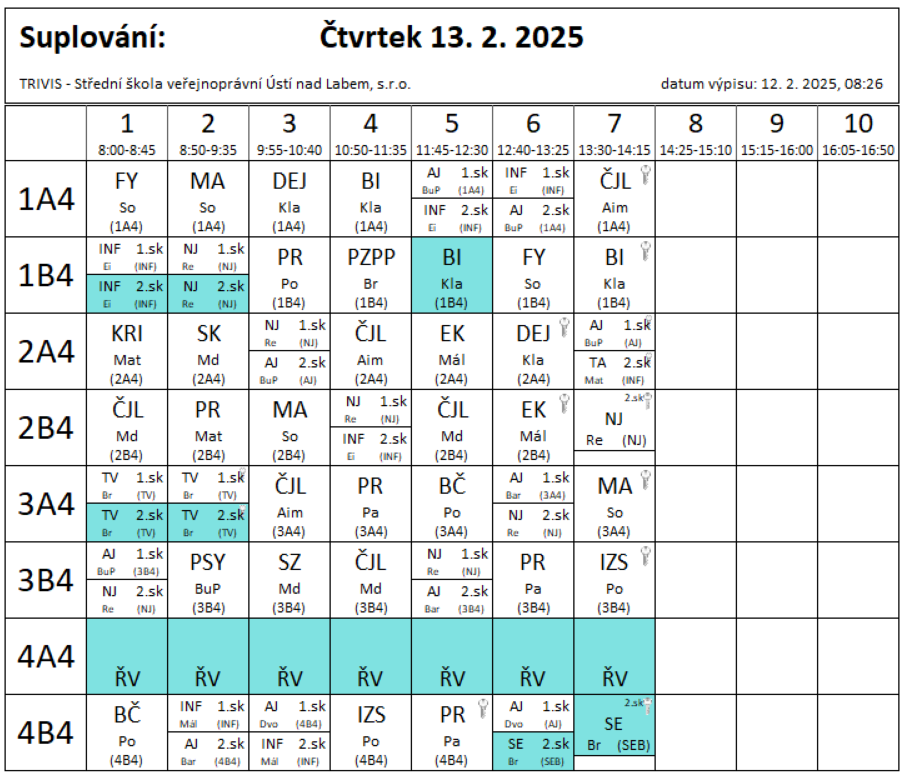 Suplování: Čtvrtek 13. 2. 2025
TRIVIS - Střední škola veřejnoprávní Ústí nad Labem, s.r.o. datum výpisu: 12. 2. 2025, 08:26
1 2 3 4 5 6 7 8 9 10
8:00-8:45 8:50-9:35 9:55-10:40 10:50-11:35 11:45-12:30 12:40-13:25 13:30-14:15 14:25-15:10 15:15-16:00 16:05-16:50
1A4
FY
So
(1A4)
MA
So
(1A4)
DEJ
Kla
(1A4)
BI
Kla
(1A4)
AJ 1.sk
BuP (1A4)
INF 2.sk
Ei (INF)
INF 1.sk
Ei (INF)
AJ 2.sk
BuP (1A4)
ČJL
Aim
(1A4)
1B4
INF 1.sk
Ei (INF)
INF 2.sk
Ei (INF)
NJ 1.sk
Re (NJ)
NJ 2.sk
Re (NJ)
PR
Po
(1B4)
PZPP
Br
(1B4)
BI
Kla
(1B4)
FY
So
(1B4)
BI
Kla
(1B4)
2A4
KRI
Mat
(2A4)
SK
Md
(2A4)
NJ 1.sk
Re (NJ)
AJ 2.sk
BuP (AJ)
ČJL
Aim
(2A4)
EK
Mál
(2A4)
DEJ
Kla
(2A4)
AJ 1.sk
BuP (AJ)
TA 2.sk
Mat (INF)
2B4
ČJL
Md
(2B4)
PR
Mat
(2B4)
MA
So
(2B4)
NJ 1.sk
Re (NJ)
INF 2.sk
Ei (INF)
ČJL
Md
(2B4)
EK
Mál
(2B4)
2.sk
NJ
Re (NJ)
3A4
TV 1.sk
Br (TV)
TV 2.sk
Br (TV)
TV 1.sk
Br (TV)
TV 2.sk
Br (TV)
ČJL
Aim
(3A4)
PR
Pa
(3A4)
BČ
Po
(3A4)
AJ 1.sk
Bar (3A4)
NJ 2.sk
Re (NJ)
MA
So
(3A4)
3B4
AJ 1.sk
BuP (3B4)
NJ 2.sk
Re (NJ)
PSY
BuP
(3B4)
SZ
Md
(3B4)
ČJL
Md
(3B4)
NJ 1.sk
Re (NJ)
AJ 2.sk
Bar (3B4)
PR
Pa
(3B4)
IZS
Po
(3B4)
4A4
ŘV ŘV ŘV ŘV ŘV ŘV ŘV
4B4
BČ
Po
(4B4)
INF 1.sk
Mál (INF)
AJ 2.sk
Bar (4B4)
AJ 1.sk
Dvo (4B4)
INF 2.sk
Mál (INF)
IZS
Po
(4B4)
PR
Pa
(4B4)
AJ 1.sk
Dvo (AJ)
SE 2.sk
Br (SEB)
2.sk
SE
Br (SEB)